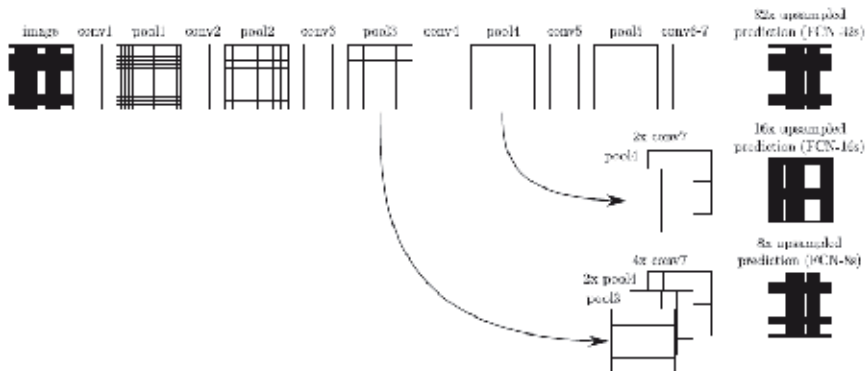 image conv1 pool1 conv2 pool2 conv3 pool3 conv4 pool4 conv5 pool5 conv6-7
32x upsampled
prediction (FCN-32s)
2x conv7
pool4
16x upsampled
prediction (FCN-16s)
4x conv7
2x pool4
pool3
8x upsampled
prediction (FCN-8s)